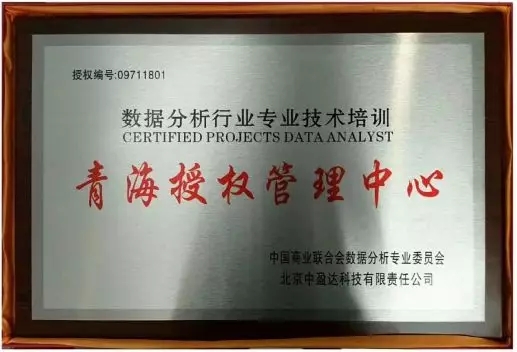 授权编号:09711801
数据分析行业专业技术培训
CERTIFIED PROJECTS DATA ANALYST
青海授权管理中心
中国商业联合会数据分析专业委员会
北京中盈达科技有限责任公司